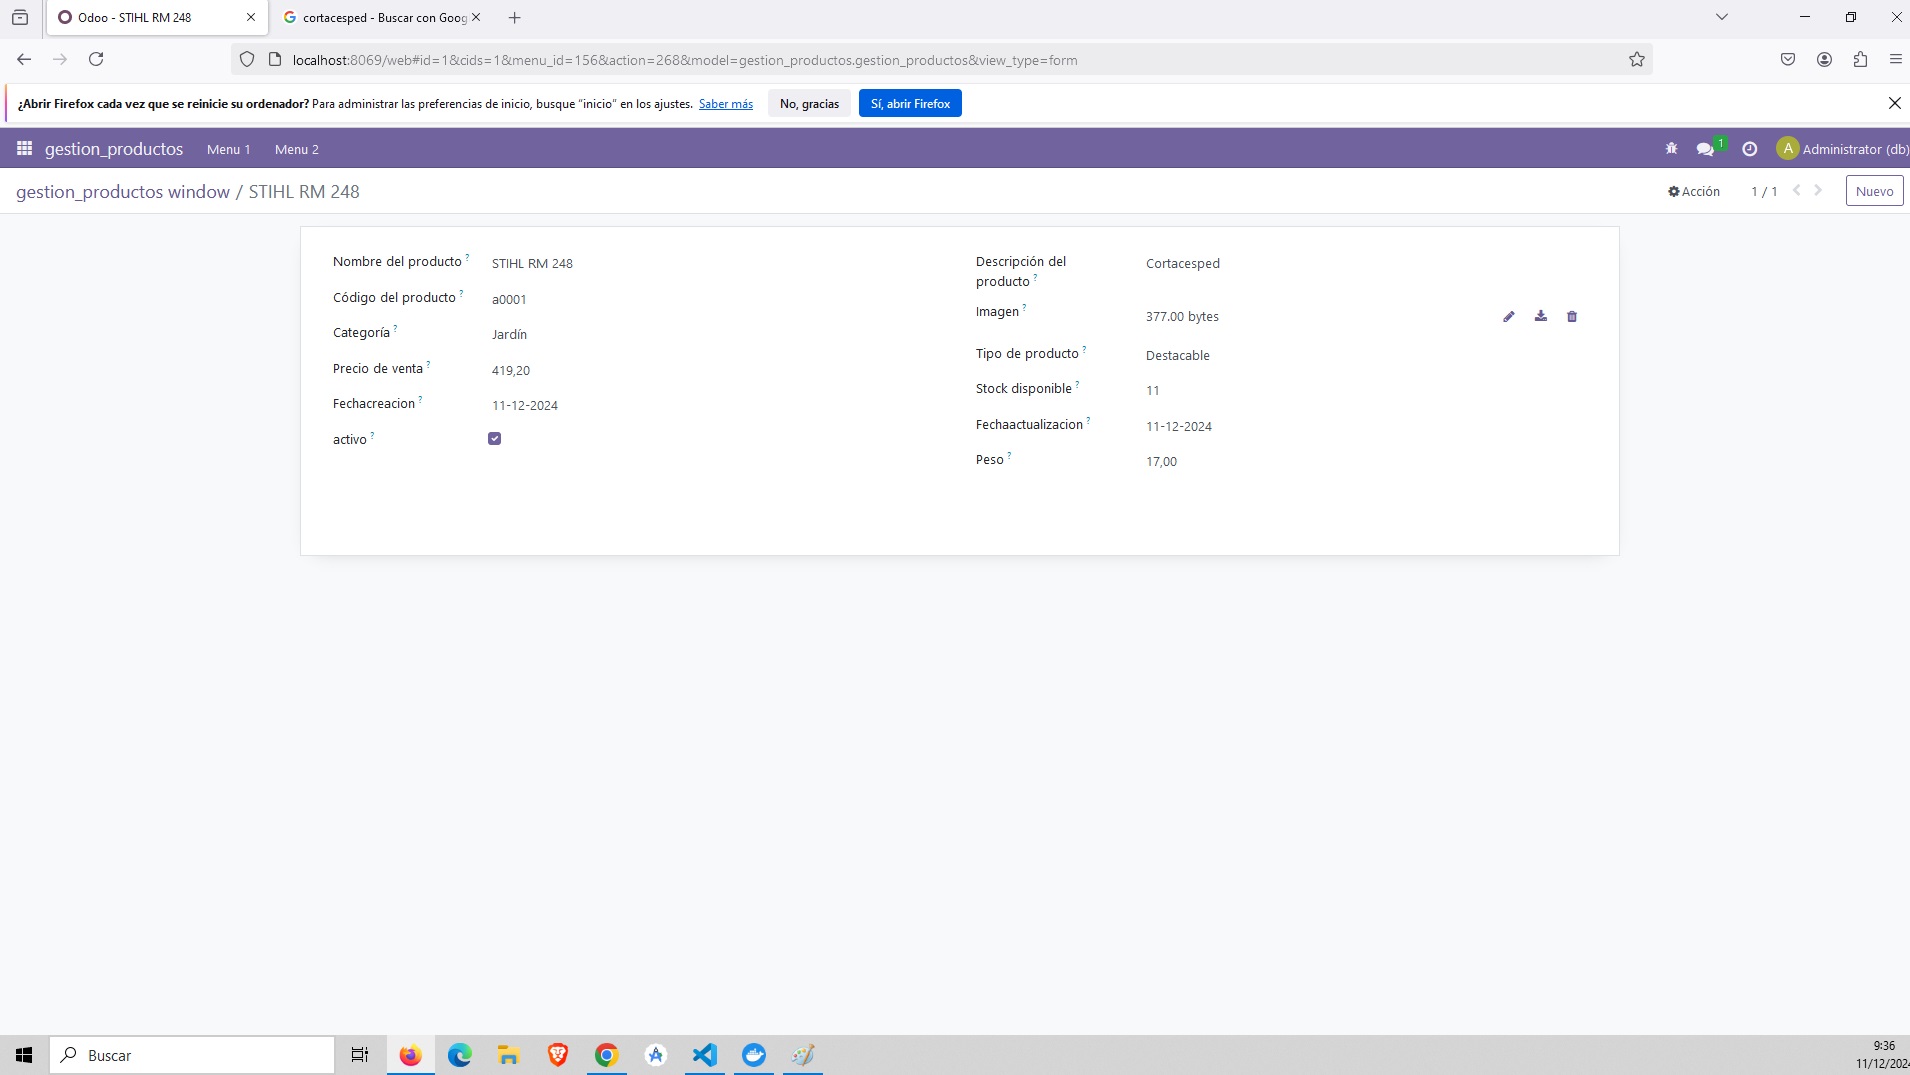 Odoo - STIHL RM 248
cortacesped - Buscar con Goog
localhost:8069/web#id=1&cids=1&menu_id=156&action=268&model=gestion_productos.gestion_productos&view_type=form
¿Abrir Firefox cada vez que se reinicie su ordenador? Para administrar las preferencias de inicio, busque "inicio" en los ajustes. Saber más No, gracias Sí, abrir Firefox
gestion_productos Menu 1 Menu 2 1 A Administrator (db)
gestion_productos window / STIHL RM 248 Acción 1 / 1 Nuevo
Nombre del producto ? STIHL RM 248
Código del producto ? a0001
Categoría ? Jardín
Precio de venta ? 419,20
Fechacreacion ? 11-12-2024
activo ?
Descripción del producto ? Cortacesped
Imagen ? 377.00 bytes
Tipo de producto ? Destacable
Stock disponible ? 11
Fechaactualizacion ? 11-12-2024
Peso ? 17,00
Buscar
9:36
11/12/2024